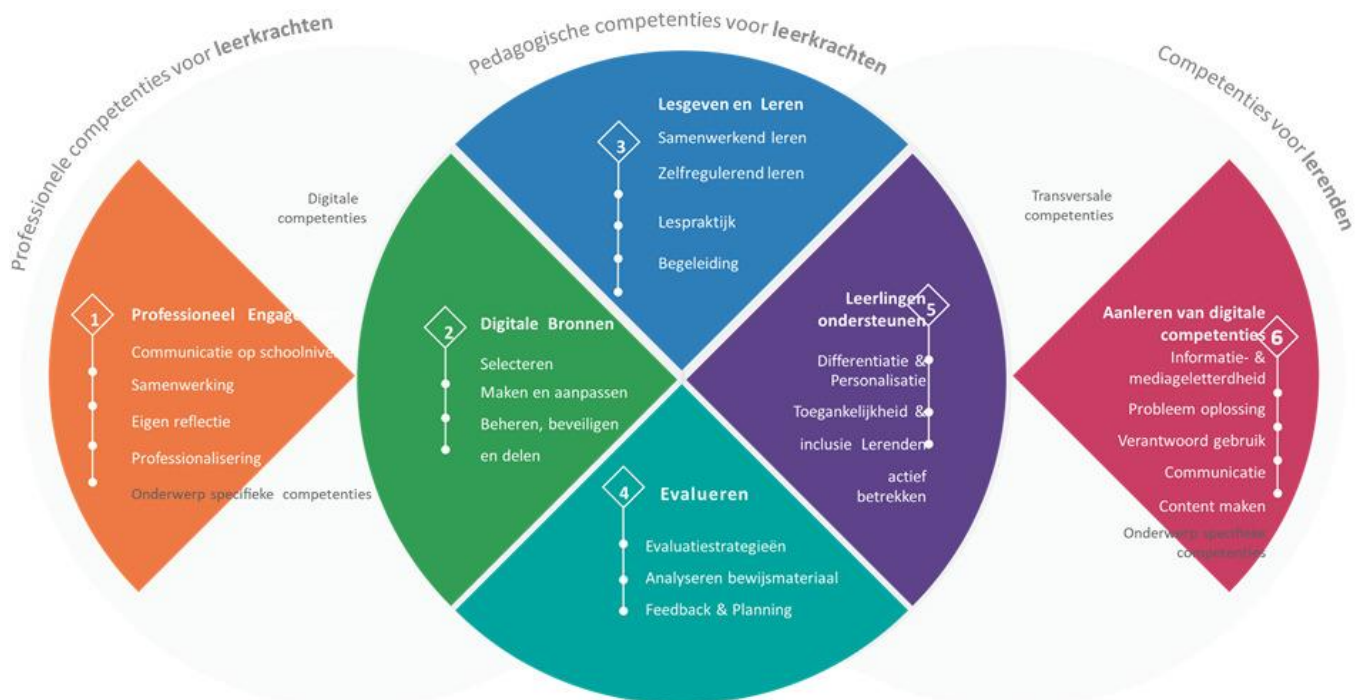 Professionele competenties voor leerkrachten
Pedagogische competenties voor leerkrachten
Competenties voor lerenden
Digitale
competenties
Transversale
competenties
1
Professioneel
Communicatie op
Samenwerking
Eigen reflectie
Professionalisering
Onderwerp specifieke competenties
2
Digitale Bronnen
Selecteren
Maken en aanpassen
Beheren, beveiligen
en delen
3
Lesgeven en Leren
Samenwerkend leren
Zelfregulerend leren
Lespraktijk
Begeleiding
4
Evalueren
Evaluatiestrategieën
Analyseren bewijsmateriaal
Feedback & Planning
5
Leerlingen
ondersteunen
Differentiatie &
Personalisatie
Toegankelijkheid &
inclusie Lerenden
actief
betrekken
6
Aanleren van digitale
competenties
Informatie- &
mediageletterdheid
Probleem oplossing
Verantwoord gebruik
Communicatie
Content maken
Onderwerp specifieke
competenties